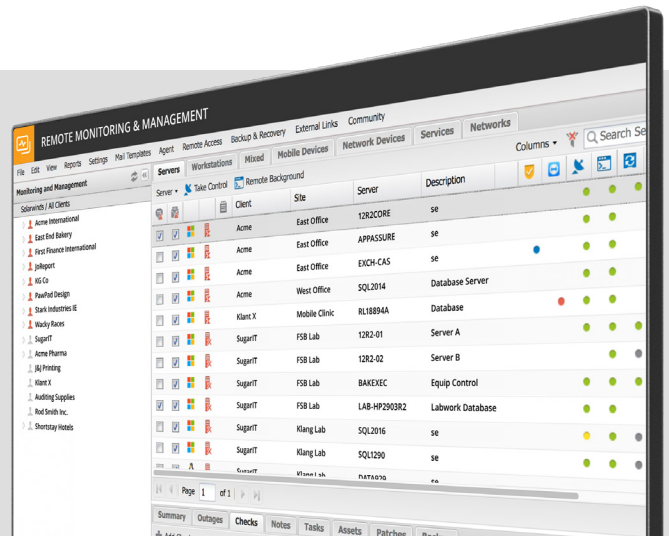 REMOTE MONITORING & MANAGEMENT
File Edit View Reports Settings Mail Templates Agent Remote Access Backup & Recovery External Links Community
Monitoring and Management
Solarwinds / All Clients
Acme International
East End Bakery
First Finance International
JoReport
KG Co
PawPad Design
Stark Industries IE
Wacky Races
SugarIT
Acme Pharma
J&J Printing
Klant X
Auditing Supplies
Rod Smith Inc.
Shortstay Hotels
Servers Workstations Mixed Mobile Devices Network Devices Services Networks
Server Take Control Remote Background Columns Search Se
Client Site Server Description
Acme East Office 12R2CORE se
Acme East Office APPASSURE se
Acme East Office EXCH-CAS se
Acme West Office SQL2014 Database Server
Klant X Mobile Clinic RL18894A Database
SugarIT FSB Lab 12R2-01 Server A
SugarIT FSB Lab 12R2-02 Server B
SugarIT FSB Lab BAKEXEC Equip Control
SugarIT FSB Lab LAB-HP2903R2 Labwork Database
SugarIT Klang Lab SQL2016 se
SugarIT Klang Lab SQL1290 se
SugarIT Klang Lab DATA929 se
Page 1 of 1
Summary Outages Checks Notes Tasks Assets Patches